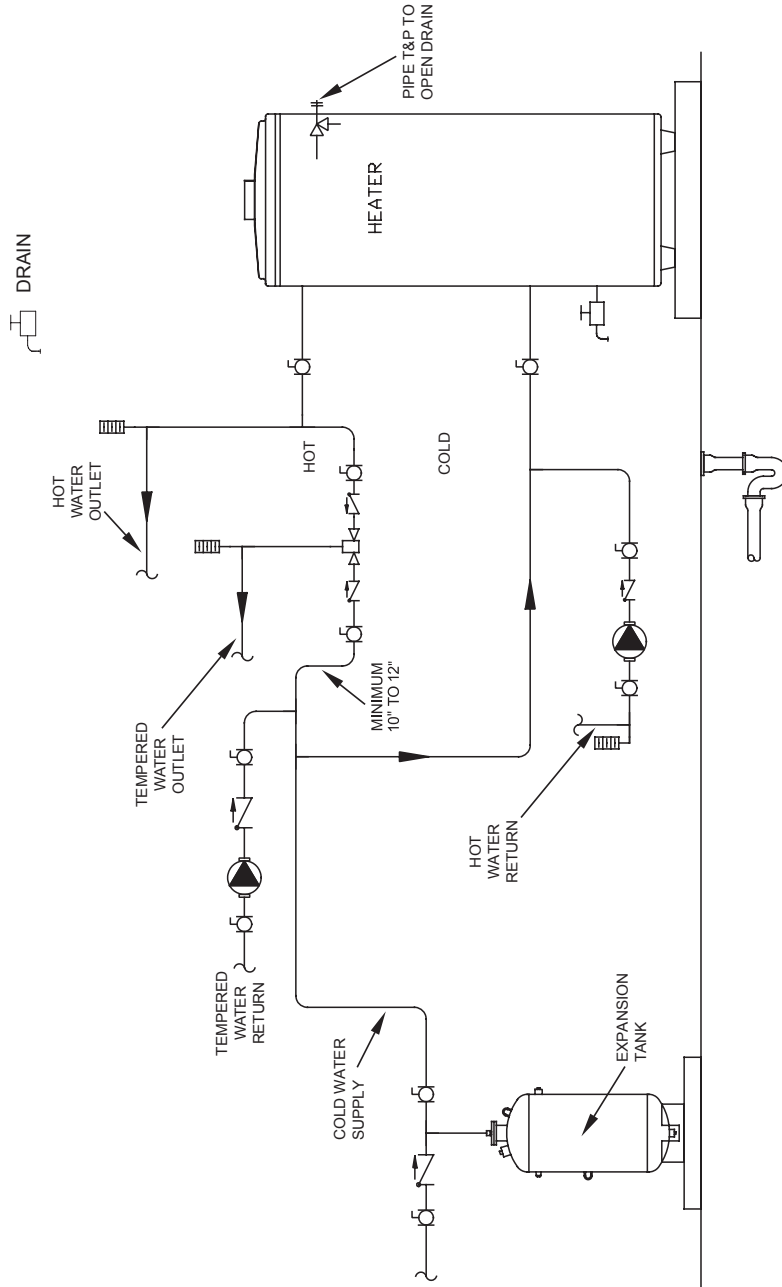 DRAIN
PIPE T&P TO
OPEN DRAIN
HEATER
HOT
WATER
OUTLET
HOT
COLD
TEMPERED
WATER
OUTLET
MINIMUM
10" TO 12"
HOT
WATER
RETURN
TEMPERED
WATER
RETURN
COLD WATER
SUPPLY
EXPANSION
TANK